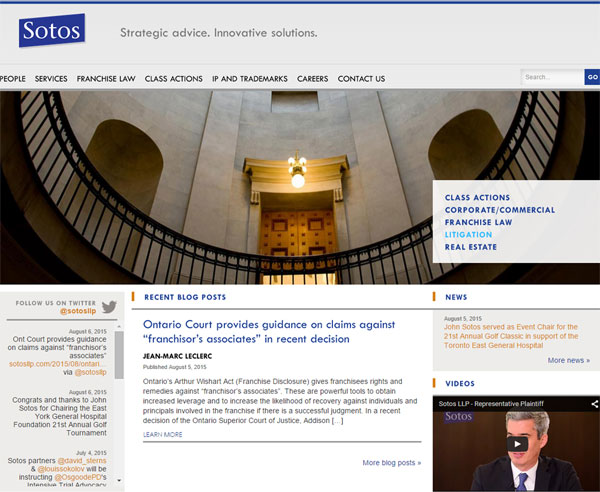 Sotos
Strategic advice. Innovative solutions.
PEOPLE SERVICES FRANCHISE LAW CLASS ACTIONS IP AND TRADEMARKS CAREERS CONTACT US
Search... GO
CLASS ACTIONS
CORPORATE/COMMERCIAL
FRANCHISE LAW
LITIGATION
REAL ESTATE
FOLLOW US ON TWITTER
@sotosllp
August 6, 2015
Ont Court provides guidance
on claims against "franchisor's
associates"
sotosllp.com/2015/08/ontari...
via @sotosllp
August 6, 2015
Congrats and thanks to John
Sotos for Chairing the East
York General Hospital
Foundation 21st Annual Golf
Tournament
July 4, 2015
Sotos partners @david_sterns
& @louissokolov will be
instructing @OsgoodePD's
Intensive Trial Advocacy
RECENT BLOG POSTS
Ontario Court provides guidance on claims against
"franchisor's associates" in recent decision
JEAN-MARC LECLERC
Published August 5, 2015
Ontario's Arthur Wishart Act (Franchise Disclosure) gives franchisees rights and
remedies against "franchisor's associates". These are powerful tools to obtain
increased leverage and to increase the likelihood of recovery against individuals and
principals involved in the franchise if there is a successful judgment. In a recent
decision of the Ontario Superior Court of Justice, Addison [...]
LEARN MORE
More blog posts »
NEWS
August 5, 2015
John Sotos served as Event Chair for the
21st Annual Golf Classic in support of
the Toronto East General Hospital
More news »
VIDEOS
Sotos LLP - Representative Plaintiff
Sotos